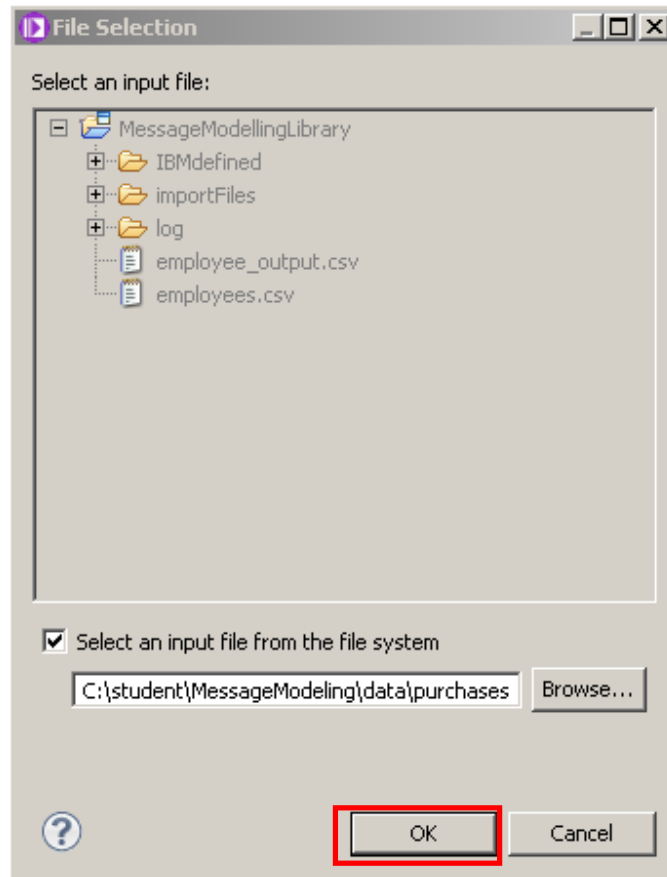 File Selection
Select an input file:
MessageModellingLibrary
IBMdefined
importFiles
log
employee_output.csv
employees.csv
Select an input file from the file system
C:\student\MessageModeling\data\purchases Browse...
? OK Cancel